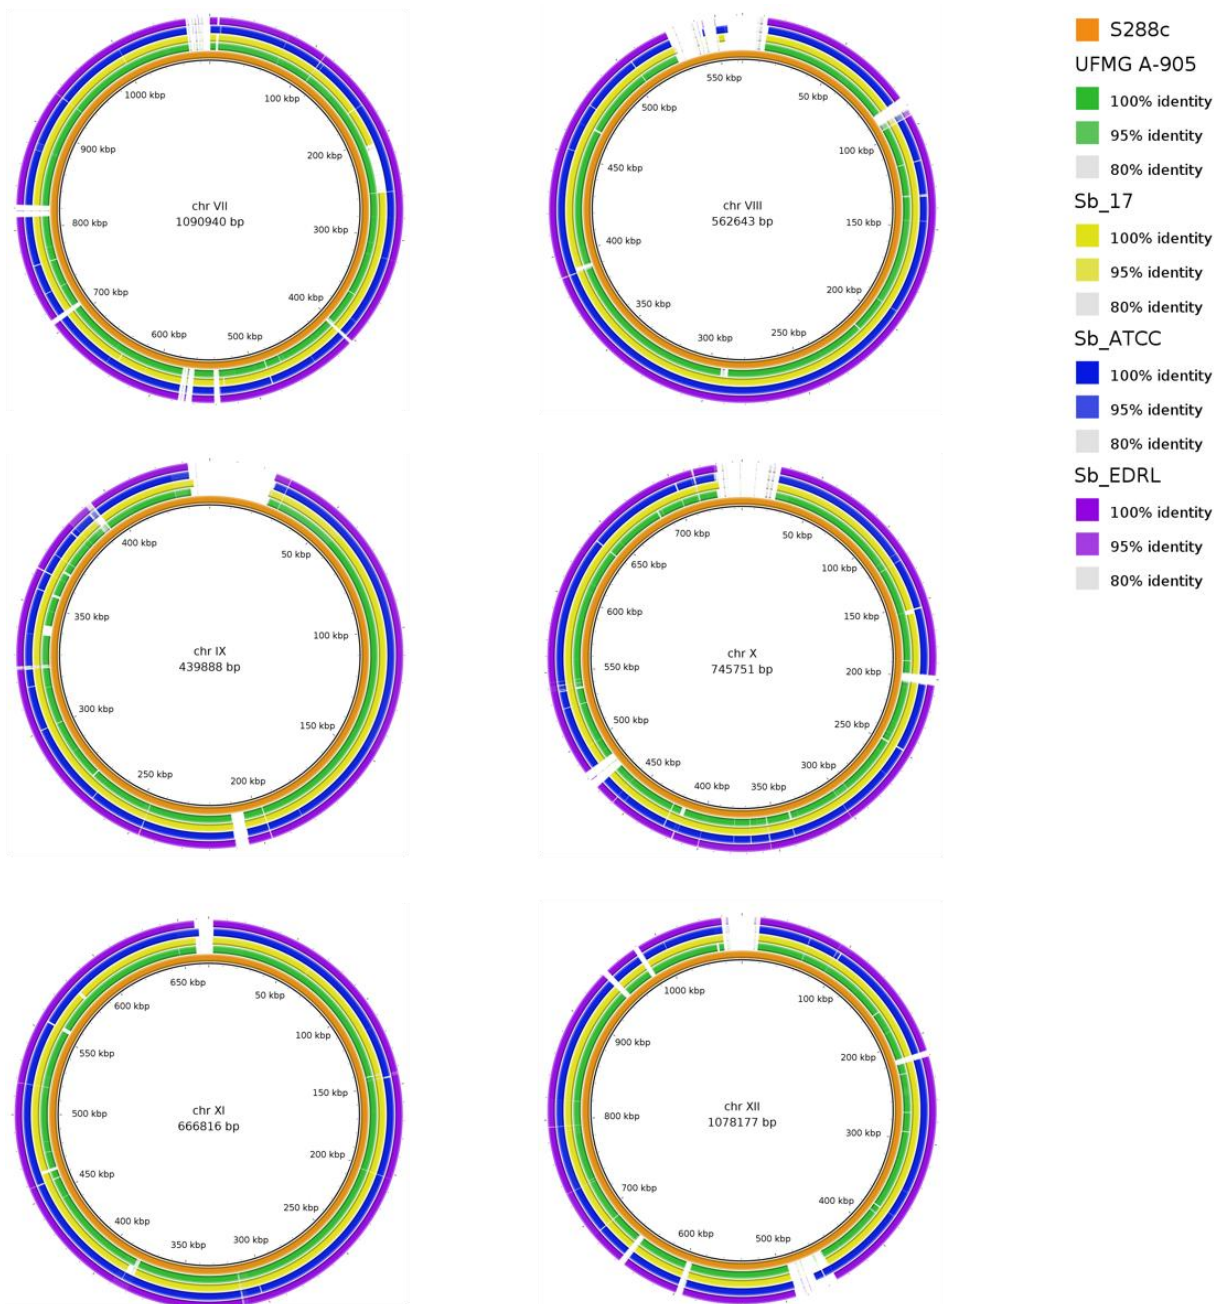 1000 kbp
100 kbp
900 kbp
200 kbp
chr VII
1090940 bp
800 kbp
300 kbp
700 kbp
400 kbp
600 kbp
500 kbp
550 kbp
50 kbp
500 kbp
100 kbp
450 kbp
chr VIII
562643 bp
150 kbp
400 kbp
200 kbp
350 kbp
250 kbp
300 kbp
S288c
UFMG A-905
100% identity
95% identity
80% identity
Sb_17
100% identity
95% identity
80% identity
Sb_ATCC
100% identity
95% identity
80% identity
Sb_EDRL
100% identity
95% identity
80% identity
400 kbp
50 kbp
350 kbp
100 kbp
chr IX
439888 bp
300 kbp
150 kbp
250 kbp
200 kbp
700 kbp
50 kbp
650 kbp
100 kbp
600 kbp
150 kbp
chr X
745751 bp
550 kbp
200 kbp
500 kbp
250 kbp
450 kbp
300 kbp
400 kbp
350 kbp
650 kbp
50 kbp
600 kbp
100 kbp
550 kbp
150 kbp
chr XI
666816 bp
500 kbp
200 kbp
450 kbp
250 kbp
400 kbp
300 kbp
350 kbp
1000 kbp
100 kbp
900 kbp
200 kbp
chr XII
1078177 bp
800 kbp
300 kbp
700 kbp
400 kbp
600 kbp
500 kbp